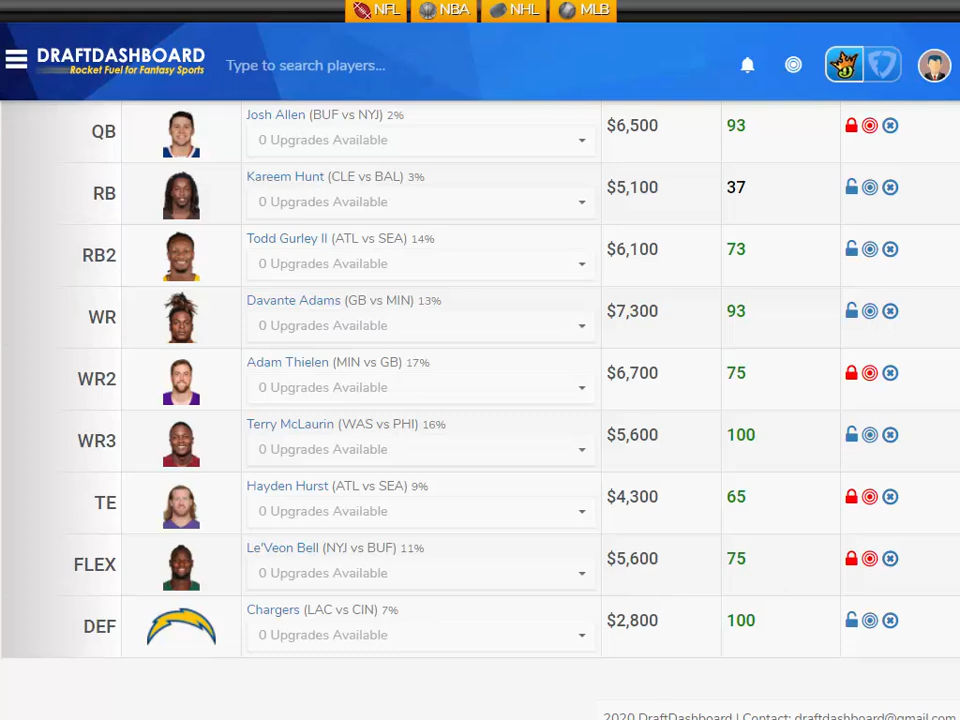 NFL NBA NHL MLB
DRAFTDASHBOARD
Rocket Fuel for Fantasy Sports
Type to search players...
QB Josh Allen (BUF vs NYJ) 2% $6,500 93
0 Upgrades Available
RB Kareem Hunt (CLE vs BAL) 3% $5,100 37
0 Upgrades Available
RB2 Todd Gurley II (ATL vs SEA) 14% $6,100 73
0 Upgrades Available
WR Davante Adams (GB vs MIN) 13% $7,300 93
0 Upgrades Available
WR2 Adam Thielen (MIN vs GB) 17% $6,700 75
0 Upgrades Available
WR3 Terry McLaurin (WAS vs PHI) 16% $5,600 100
0 Upgrades Available
TE Hayden Hurst (ATL vs SEA) 9% $4,300 65
0 Upgrades Available
FLEX Le'Veon Bell (NYJ vs BUF) 11% $5,600 75
0 Upgrades Available
DEF Chargers (LAC vs CIN) 7% $2,800 100
0 Upgrades Available
2020 DraftDashboard | Contact: draftdashboard@gmail.com